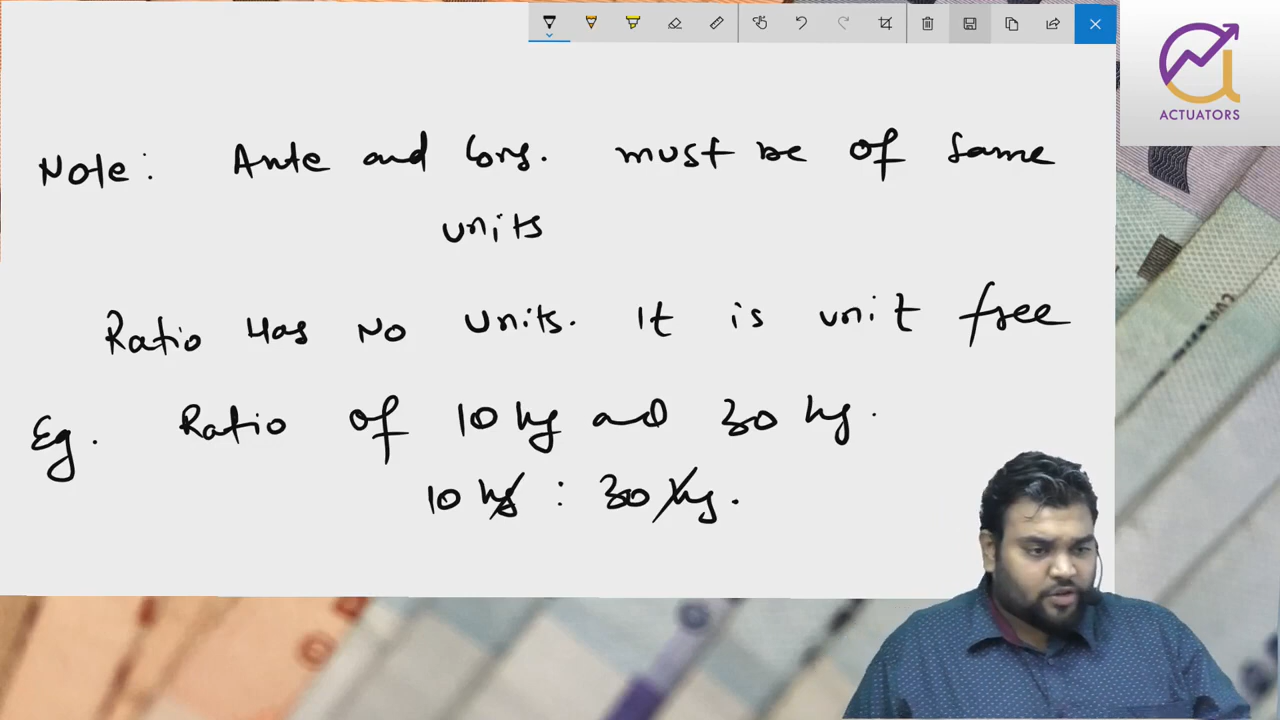 ACTUATORS
Note: Ante and Cons. must be of same
units
Ratio Has No Units. It is unit free
Eg. Ratio of 10 kg and 30 kg.
10 kg : 30 kg.